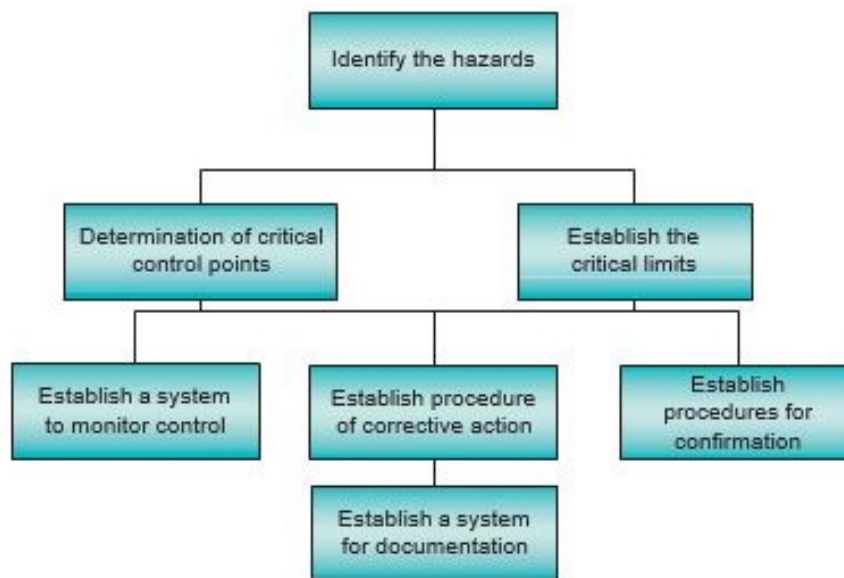 Identify the hazards
Determination of critical
control points
Establish the
critical limits
Establish a system
to monitor control
Establish procedure
of corrective action
Establish
procedures for
confirmation
Establish a system
for documentation